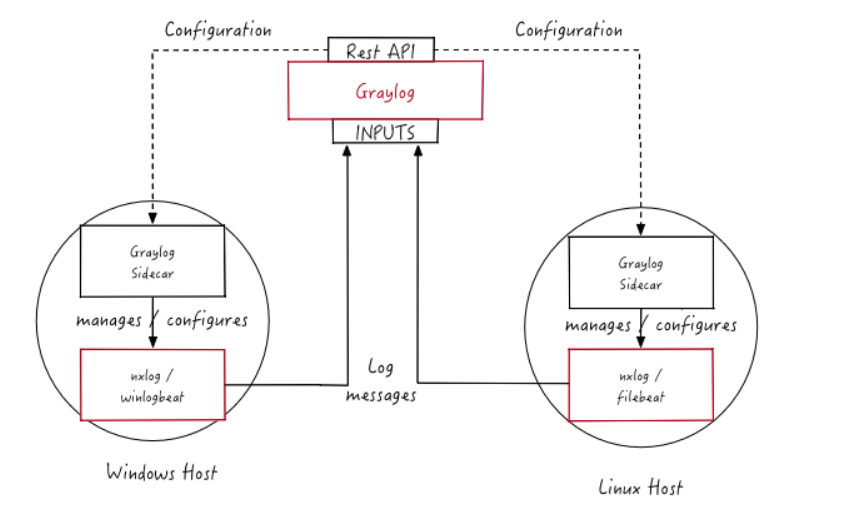 Configuration
Configuration
Rest API
Graylog
INPUTS
Graylog
Sidecar
manages / configures
nxlog /
winlogbeat
Windows Host
Log
messages
Graylog
Sidecar
manages / configures
nxlog /
filebeat
Linux Host